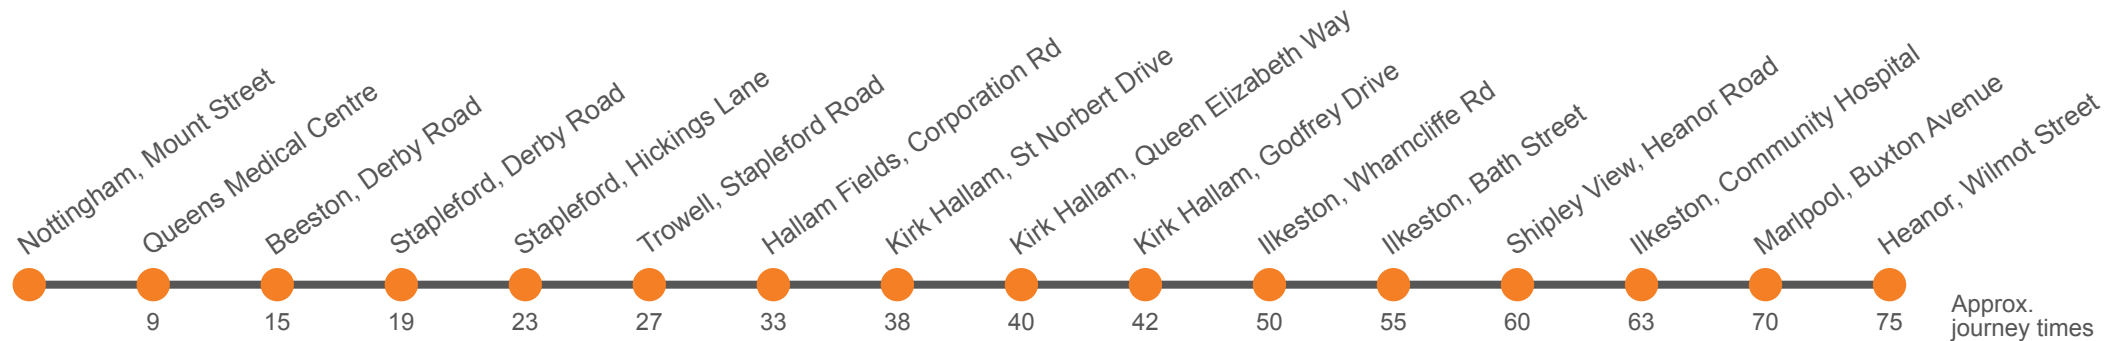 Nottingham, Mount Street
Queens Medical Centre
Beeston, Derby Road
Stapleford, Derby Road
Stapleford, Hickings Lane
Trowell, Stapleford Road
Hallam Fields, Corporation Rd
Kirk Hallam, St Norbert Drive
Kirk Hallam, Queen Elizabeth Way
Kirk Hallam, Godfrey Drive
Ilkeston, Wharncliffe Rd
Ilkeston, Bath Street
Shipley View, Heanor Road
Ilkeston, Community Hospital
Marlpool, Buxton Avenue
Heanor, Wilmot Street
9 15 19 23 27 33 38 40 42 50 55 60 63 70 75
Approx.
journey times